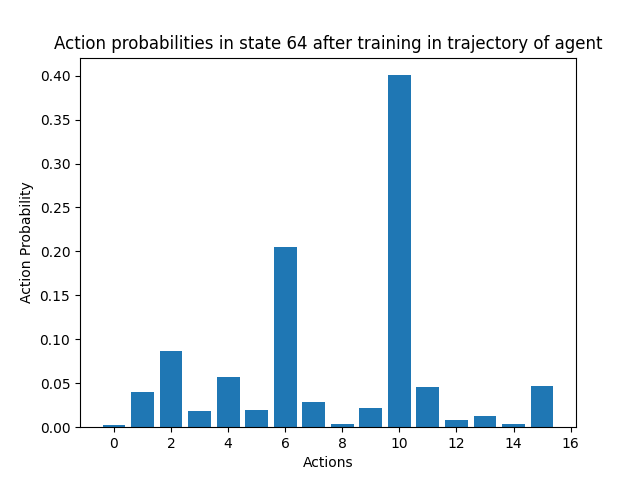 Action probabilities in state 64 after training in trajectory of agent
0.40
0.35
0.30
0.25
0.20
0.15
0.10
0.05
0.00
Action Probability
0 2 4 6 8 10 12 14 16
Actions